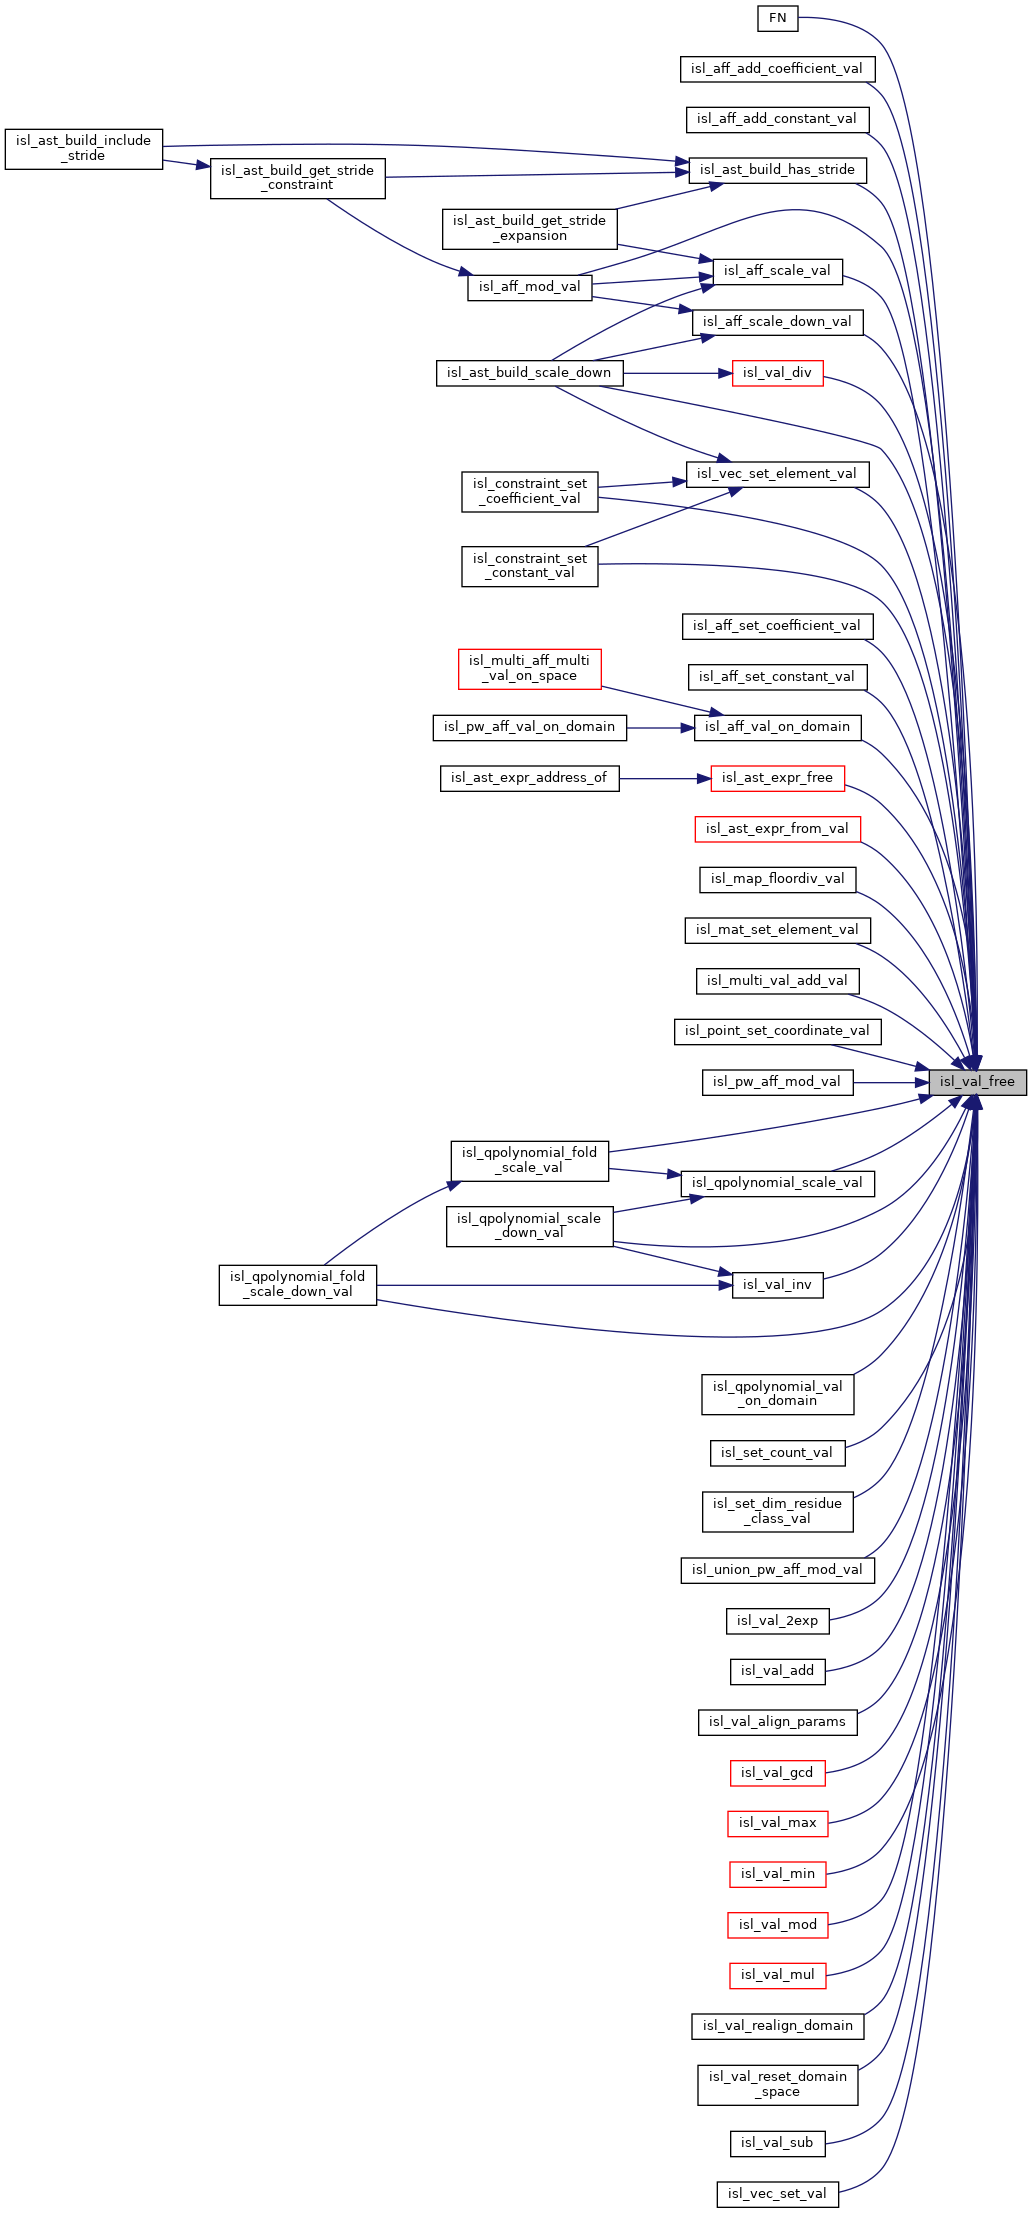 FN
isl_aff_add_coefficient_val
isl_aff_add_constant_val
isl_ast_build_include
_stride
isl_ast_build_has_stride
isl_ast_build_get_stride
_constraint
isl_ast_build_get_stride
_expansion
isl_aff_scale_val
isl_aff_mod_val
isl_aff_scale_down_val
isl_ast_build_scale_down
isl_val_div
isl_vec_set_element_val
isl_constraint_set
_coefficient_val
isl_constraint_set
_constant_val
isl_aff_set_coefficient_val
isl_multi_aff_multi
_val_on_space
isl_aff_set_constant_val
isl_pw_aff_val_on_domain
isl_aff_val_on_domain
isl_ast_expr_address_of
isl_ast_expr_free
isl_ast_expr_from_val
isl_map_floordiv_val
isl_mat_set_element_val
isl_multi_val_add_val
isl_point_set_coordinate_val
isl_pw_aff_mod_val
isl_val_free
isl_qpolynomial_fold
_scale_val
isl_qpolynomial_scale_val
isl_qpolynomial_scale
_down_val
isl_qpolynomial_fold
_scale_down_val
isl_val_inv
isl_qpolynomial_val
_on_domain
isl_set_count_val
isl_set_dim_residue
_class_val
isl_union_pw_aff_mod_val
isl_val_2exp
isl_val_add
isl_val_align_params
isl_val_gcd
isl_val_max
isl_val_min
isl_val_mod
isl_val_mul
isl_val_realign_domain
isl_val_reset_domain
_space
isl_val_sub
isl_vec_set_val